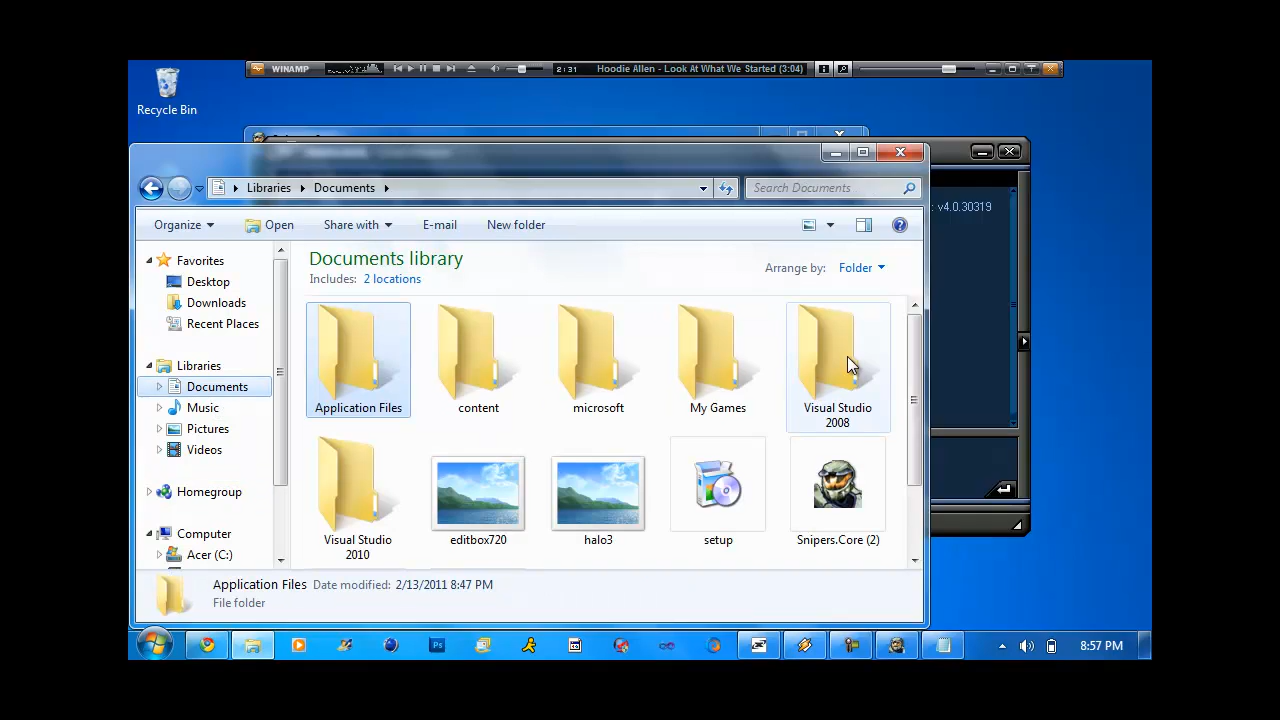 WINAMP
2:31
Hoodie Allen - Look At What We Started (3:04)
Recycle Bin
Libraries
Documents
Search Documents
: v4.0.30319
Organize
Open
Share with
E-mail
New folder
Favorites
Desktop
Downloads
Recent Places
Libraries
Documents
Music
Pictures
Videos
Homegroup
Computer
Acer (C:)
Documents library
Includes: 2 locations
Arrange by: Folder
Application Files
content
microsoft
My Games
Visual Studio
2008
Visual Studio
2010
editbox720
halo3
setup
Snipers.Core (2)
Application Files Date modified: 2/13/2011 8:47 PM
File folder
Ps
8:57 PM